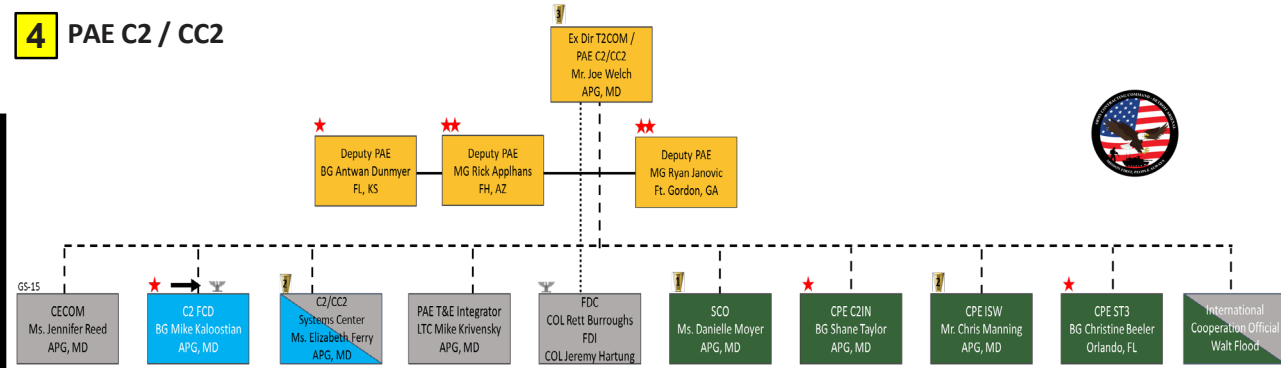 4 PAE C2 / CC2
3
Ex Dir T2COM /
PAE C2/CC2
Mr. Joe Welch
APG, MD
Deputy PAE
BG Antwan Dunmyer
FL, KS
Deputy PAE
MG Rick Applhans
FH, AZ
Deputy PAE
MG Ryan Janovic
Ft. Gordon, GA
GS-15
CECOM
Ms. Jennifer Reed
APG, MD
C2 FCD
BG Mike Kaloostian
APG, MD
2
C2/CC2
Systems Center
Ms. Elizabeth Ferry
APG, MD
PAE T&E Integrator
LTC Mike Krivensky
APG, MD
FDC
COL Rett Burroughs
FDI
COL Jeremy Hartung
1
SCO
Ms. Danielle Moyer
APG, MD
CPE C2IN
BG Shane Taylor
APG, MD
2
CPE ISW
Mr. Chris Manning
APG, MD
CPE ST3
BG Christine Beeler
Orlando, FL
International
Cooperation Official
Walt Flood